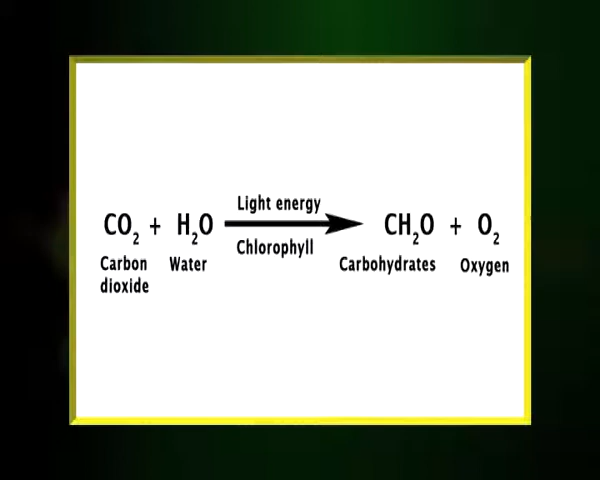 Light energy
CO₂ + H₂O CH₂O + O₂
Chlorophyll
Carbon dioxide Water Carbohydrates Oxygen